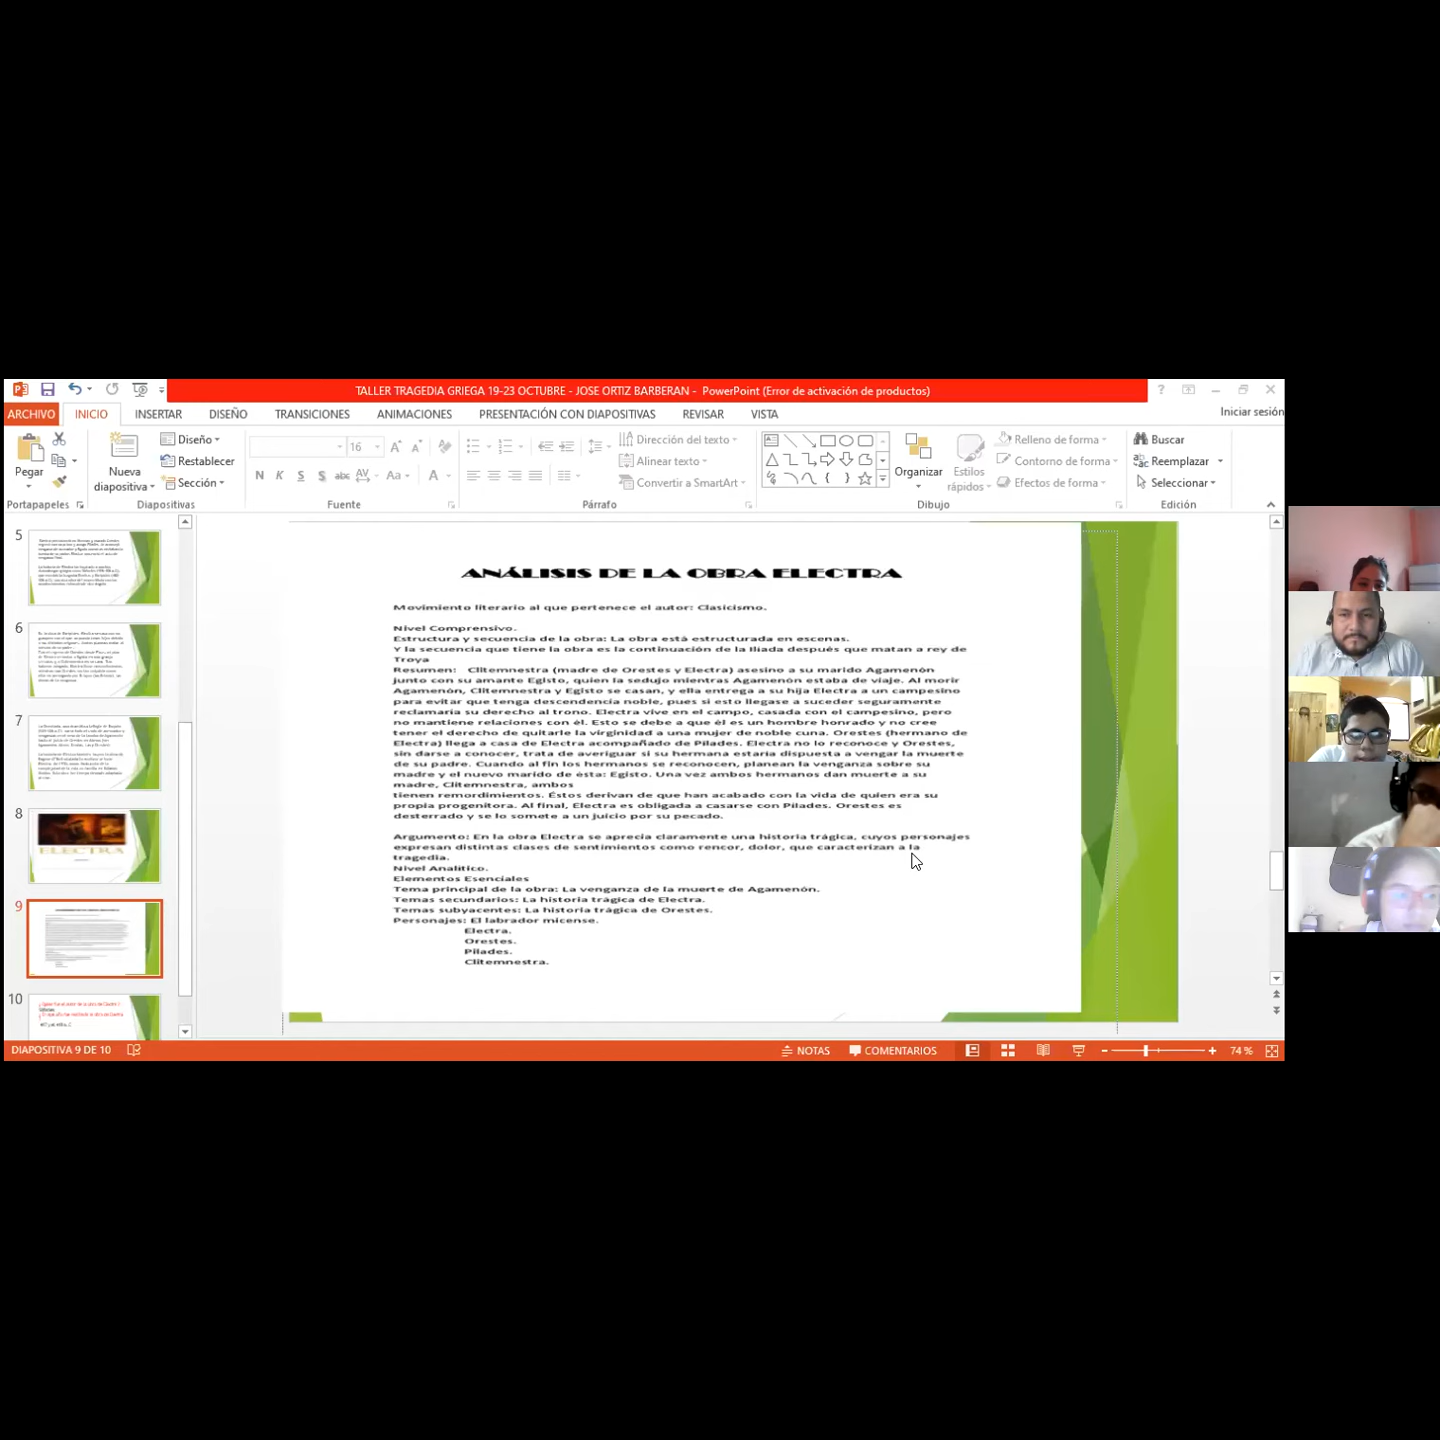 TALLER TRAGEDIA GRIEGA 19-23 OCTUBRE - JOSE ORTIZ BARBERAN - PowerPoint (Error de activación de productos)
ARCHIVO INICIO INSERTAR DISEÑO TRANSICIONES ANIMACIONES PRESENTACIÓN CON DIAPOSITIVAS REVISAR VISTA
Iniciar sesión
Pegar
Portapapeles
Nueva diapositiva
Diseño
Restablecer
Sección
Diapositivas
16
N K S S abc AV Aa A
Fuente
Dirección del texto
Alinear texto
Convertir a SmartArt
Párrafo
Organizar
Estilos rápidos
Relleno de forma
Contorno de forma
Efectos de forma
Dibujo
Buscar
Reemplazar
Seleccionar
Edición
5
6
7
8
ELECTRA
9
10
ANÁLISIS DE LA OBRA ELECTRA
Movimiento literario al que pertenece el autor: Clasicismo.
Nivel Comprensivo.
Estructura y secuencia de la obra: La obra está estructurada en escenas.
Y la secuencia que tiene la obra es la continuación de la Iliada después que matan a rey de
Troya
Resumen: Clitemnestra (madre de Orestes y Electra) asesino a su marido Agamenón
junto con su amante Egisto, quien la sedujo mientras Agamenón estaba de viaje. Al morir
Agamenón, Clitemnestra y Egisto se casan, y ella entrega a su hija Electra a un campesino
para evitar que tenga descendencia noble, pues si esto llegase a suceder seguramente
reclamaría su derecho al trono. Electra vive en el campo, casada con el campesino, pero
no mantiene relaciones con él. Esto se debe a que él es un hombre honrado y no cree
tener el derecho de quitarle la virginidad a una mujer de noble cuna. Orestes (hermano de
Electra) llega a casa de Electra acompañado de Pilades. Electra no lo reconoce y Orestes,
sin darse a conocer, trata de averiguar si su hermana estaría dispuesta a vengar la muerte
de su padre. Cuando al fin los hermanos se reconocen, planean la venganza sobre su
madre y el nuevo marido de ésta: Egisto. Una vez ambos hermanos dan muerte a su
madre, Clitemnestra, ambos
tienen remordimientos. Éstos derivan de que han acabado con la vida de quien era su
propia progenitora. Al final, Electra es obligada a casarse con Pilades. Orestes es
desterrado y se lo somete a un juicio por su pecado.
Argumento: En la obra Electra se aprecia claramente una historia trágica, cuyos personajes
expresan distintas clases de sentimientos como rencor, dolor, que caracterizan a la
tragedia.
Nivel Analítico.
Elementos Esenciales
Tema principal de la obra: La venganza de la muerte de Agamenón.
Temas secundarios: La historia trágica de Electra.
Temas subyacentes: La historia trágica de Orestes.
Personajes: El labrador micense.
Electra.
Orestes.
Pilades.
Clitemnestra.
DIAPOSITIVA 9 DE 10
NOTAS
COMENTARIOS
74 %